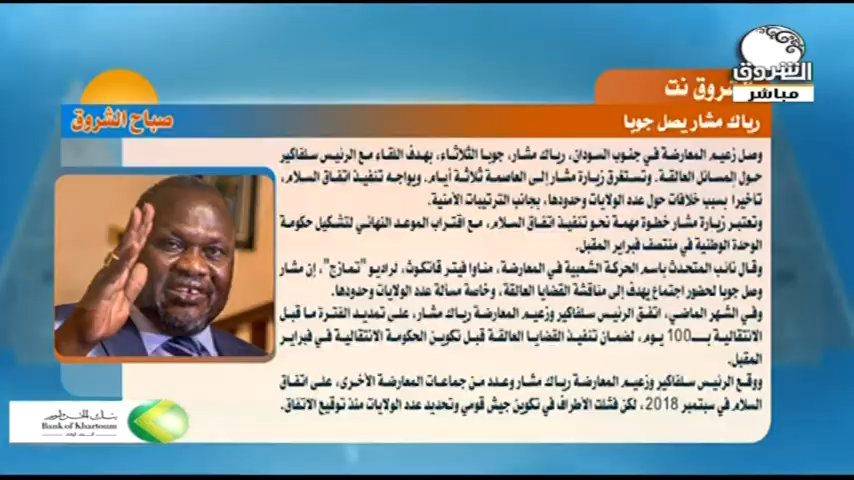 الشروق
مباشر
الشروق نت
صباح الشروق
رياك مشار يصل جوبا
وصل زعيم المعارضة في جنوب السودان، رياك مشار، جوبا الثلاثاء، بهدف اللقاء مع الرئيس سلفاكير
حول المسائل العالقة. وتستغرق زيارة مشار إلى العاصمة ثلاثة أيام. ويواجه تنفيذ اتفاق السلام،
تأخيرا بسبب خلافات حول عدد الولايات وحدودها، بجانب الترتيبات الأمنية.
وتعتبر زيارة مشار خطوة مهمة نحو تنفيذ اتفاق السلام، مع اقتراب الموعد النهائي لتشكيل حكومة
الوحدة الوطنية في منتصف فبراير المقبل.
وقال نائب المتحدث باسم الحركة الشعبية في المعارضة، مناوا فيتر قاتكوث، لراديو "تمازج"، إن مشار
وصل جوبا لحضور اجتماع يهدف إلى مناقشة القضايا العالقة، وخاصة مسألة عدد الولايات وحدودها.
وفي الشهر الماضي، اتفق الرئيس سلفاكير وزعيم المعارضة رياك مشار، على تمديد الفترة ما قبل
الانتقالية بـــ100 يوم، لضمان تنفيذ القضايا العالقة قبل تكوين الحكومة الانتقالية في فبراير
المقبل.
ووقع الرئيس سلفاكير وزعيم المعارضة رياك مشار وعدد من جماعات المعارضة الأخرى، على اتفاق
السلام في سبتمبر 2018، لكن فشلت الأطراف في تكوين جيش قومي وتحديد عدد الولايات منذ توقيع الاتفاق.
بنك الخرطوم
Bank of Khartoum